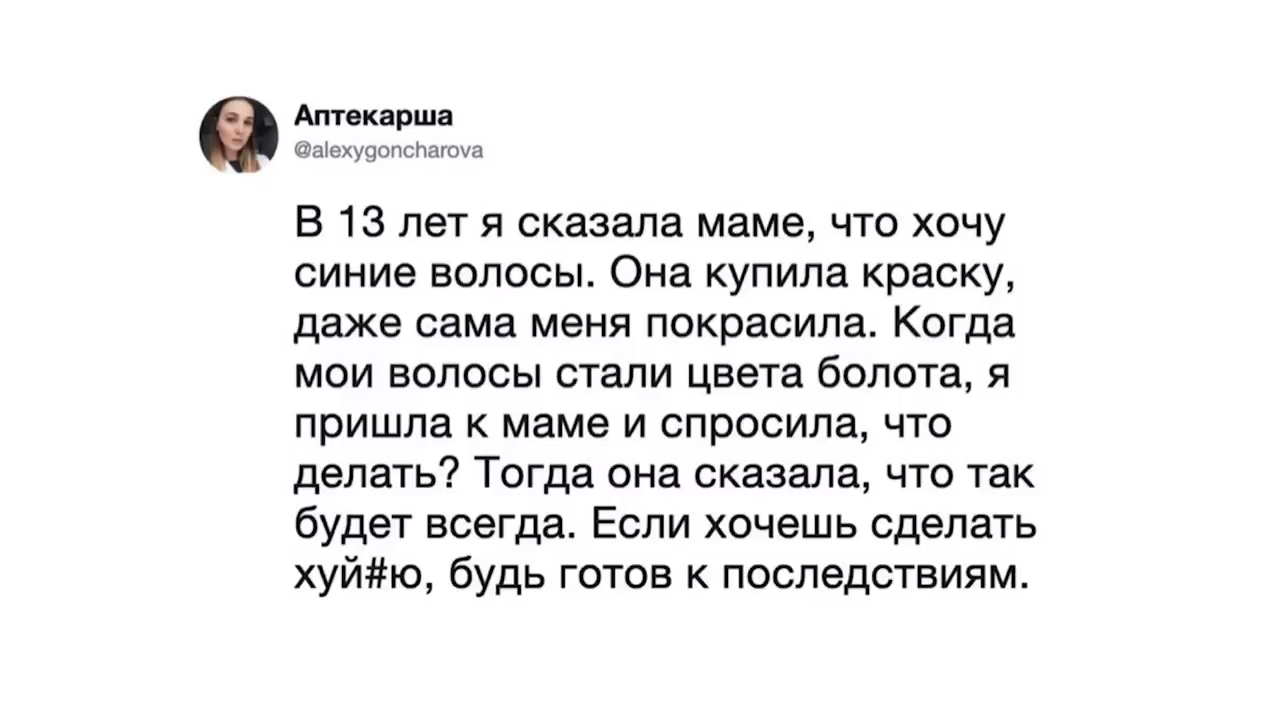 Аптекарша
@alexygoncharova
В 13 лет я сказала маме, что хочу
синие волосы. Она купила краску,
даже сама меня покрасила. Когда
мои волосы стали цвета болота, я
пришла к маме и спросила, что
делать? Тогда она сказала, что так
будет всегда. Если хочешь сделать
хуй#ю, будь готов к последствиям.